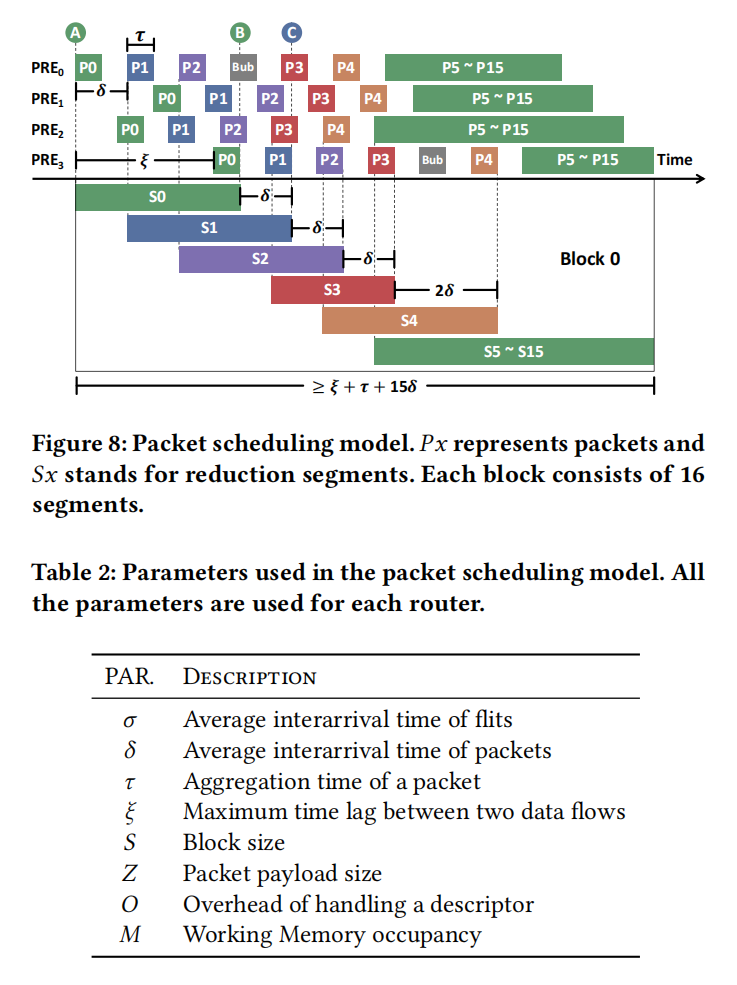 A τ B C
PRE₀ P0 P1 P2 Bub P3 P4 P5 ~ P15
δ
PRE₁ P0 P1 P2 P3 P4 P5 ~ P15
PRE₂ P0 P1 P2 P3 P4 P5 ~ P15
PRE₃ ξ P0 P1 P2 P3 Bub P4 P5 ~ P15 Time
S0 δ
S1 δ
S2 δ Block 0
S3 2δ
S4
S5 ~ S15
≥ ξ + τ + 15δ
Figure 8: Packet scheduling model. Px represents packets and
Sx stands for reduction segments. Each block consists of 16
segments.
Table 2: Parameters used in the packet scheduling model. All
the parameters are used for each router.
PAR. Description
σ Average interarrival time of flits
δ Average interarrival time of packets
τ Aggregation time of a packet
ξ Maximum time lag between two data flows
S Block size
Z Packet payload size
O Overhead of handling a descriptor
M Working Memory occupancy